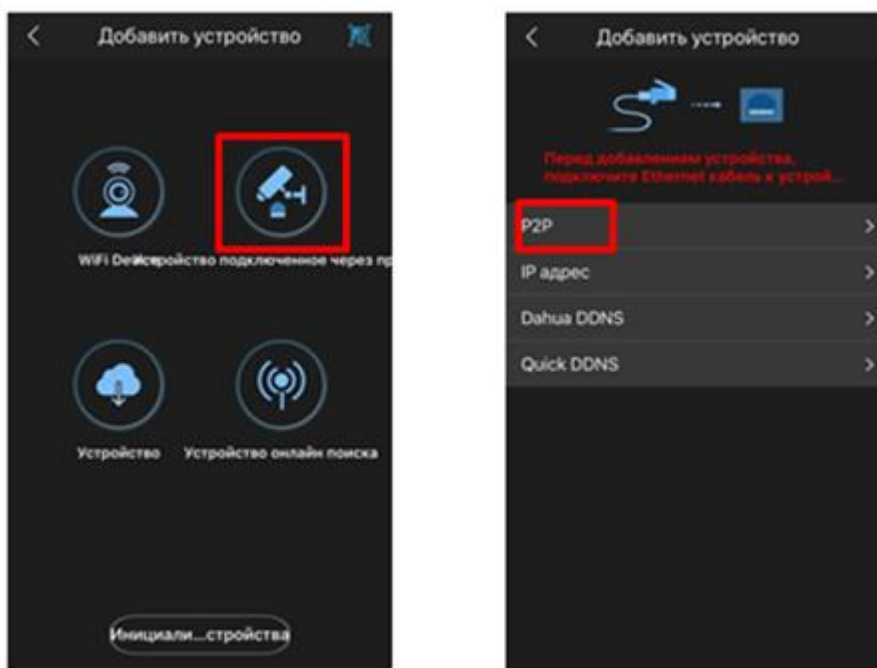 Добавить устройство
WiFi Device
Устройство подключенное через пр
Устройство
Устройство онлайн поиска
Инициали...стройства
Добавить устройство
Перед добавлением устройства,
подключите Ethernet кабель к устрой...
P2P
IP адрес
Dahua DDNS
Quick DDNS